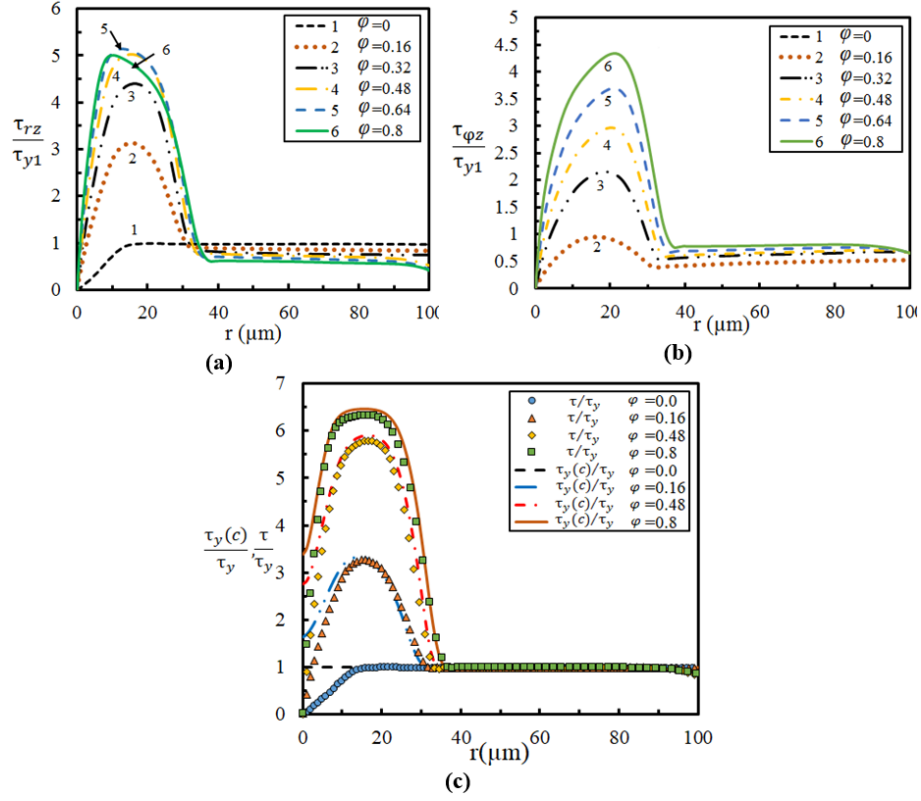 (a)
τrz
τy1
6
5
4
3
2
1
0
0 20 40 60 80 100
r (µm)
5
6
4
3
2
1
1 φ=0
2 φ=0.16
3 φ=0.32
4 φ=0.48
5 φ=0.64
6 φ=0.8
(b)
τφz
τy1
5
4.5
4
3.5
3
2.5
2
1.5
1
0.5
0
0 20 40 60 80 100
r (µm)
6
5
4
3
2
1 φ=0
2 φ=0.16
3 φ=0.32
4 φ=0.48
5 φ=0.64
6 φ=0.8
τy(c)/τy, τ/τy
7
6
5
4
3
2
1
0
0 20 40 60 80 100
r(µm)
τ/τy φ=0.0
τ/τy φ=0.16
τ/τy φ=0.48
τ/τy φ=0.8
τy(c)/τy φ=0.0
τy(c)/τy φ=0.16
τy(c)/τy φ=0.48
τy(c)/τy φ=0.8
(c)